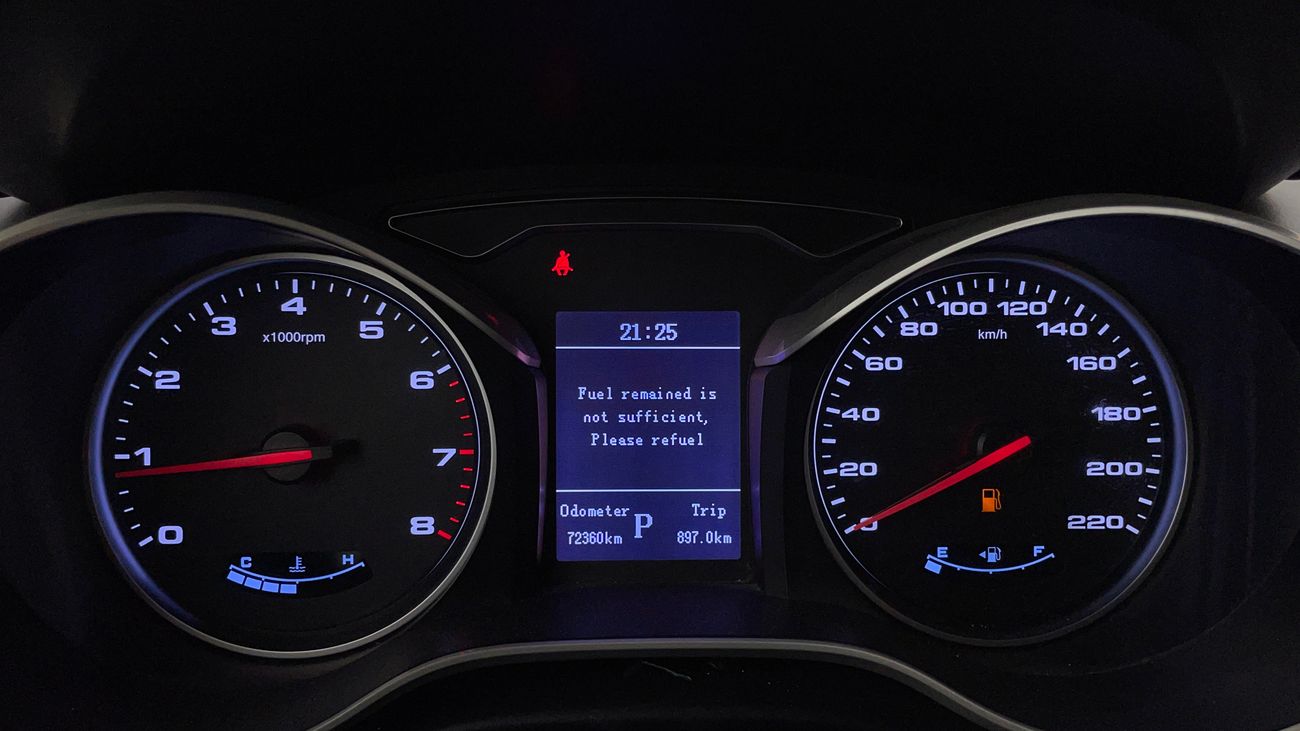 0
1
2
3
4
5
6
7
8
x1000rpm
C
H
21:25
Fuel remained is
not sufficient,
Please refuel
Odometer
P
Trip
72360km
897.0km
0
20
40
60
80
100
120
140
160
180
200
220
km/h
E
F